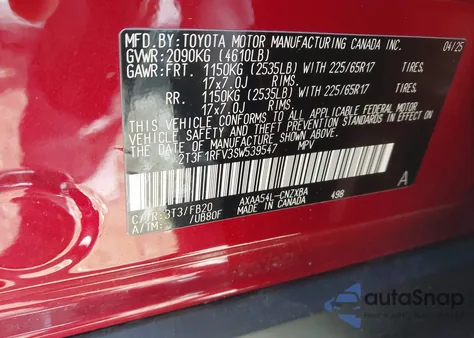 MFD.BY: TOYOTA MOTOR MANUFACTURING CANADA INC. 04/25
GVWR: 2090KG (4610LB)
GAWR: FRT. 1150KG (2535LB) WITH 225/65R17 TIRES,
17x7.0J RIMS.
RR. 1150KG (2535LB) WITH 225/65R17 TIRES,
17x7.0J RIMS.
THIS VEHICLE CONFORMS TO ALL APPLICABLE FEDERAL MOTOR
VEHICLE SAFETY AND THEFT PREVENTION STANDARDS IN EFFECT ON
THE DATE OF MANUFACTURE SHOWN ABOVE.
2T3F1RFV3SW539547 MPV
C/TR: 3T3/FB20 AXAA54L-CNZXBA A
A/TM: /UB80F MADE IN CANADA 498
autoSnap
www.autosnap.com